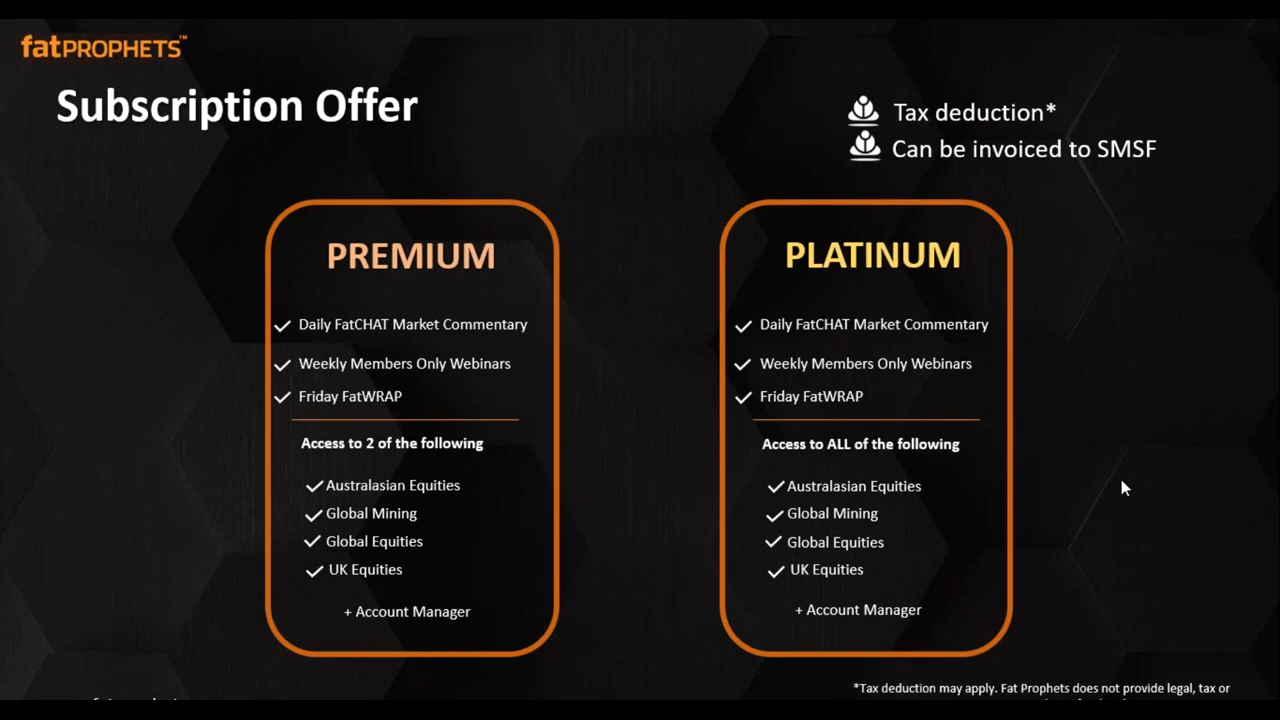 fatPROPHETS™
Subscription Offer
Tax deduction*
Can be invoiced to SMSF
PREMIUM
Daily FatCHAT Market Commentary
Weekly Members Only Webinars
Friday FatWRAP
Access to 2 of the following
Australasian Equities
Global Mining
Global Equities
UK Equities
+ Account Manager
PLATINUM
Daily FatCHAT Market Commentary
Weekly Members Only Webinars
Friday FatWRAP
Access to ALL of the following
Australasian Equities
Global Mining
Global Equities
UK Equities
+ Account Manager
*Tax deduction may apply. Fat Prophets does not provide legal, tax or